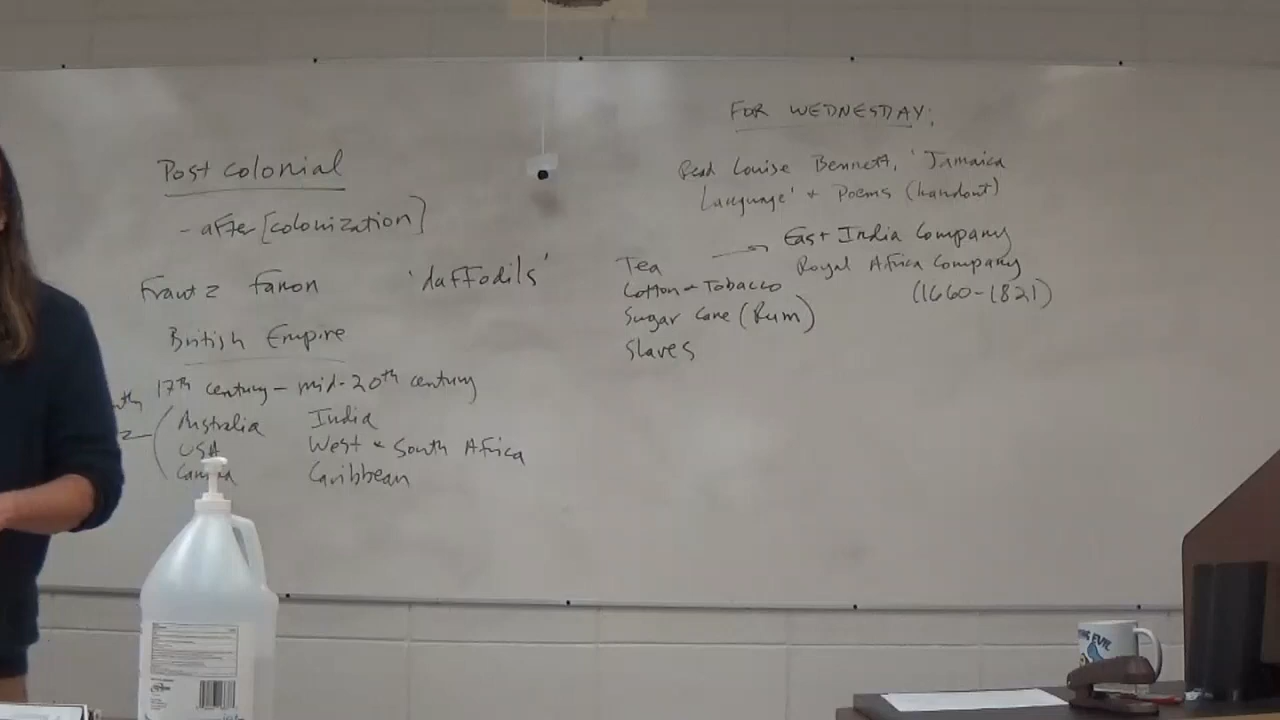 Post colonial
- after [colonization]
Frantz Fanon 'daffodils'
British Empire
17th century - mid-20th century
Australia India
USA West & South Africa
Canada Caribbean
FOR WEDNESDAY:
Read Louise Bennett, 'Jamaica
Language' + Poems (handout)
Tea → East India Company
Royal Africa Company
(1660-1821)
Cotton & Tobacco
Sugar Cane (Rum)
Slaves
EVIL